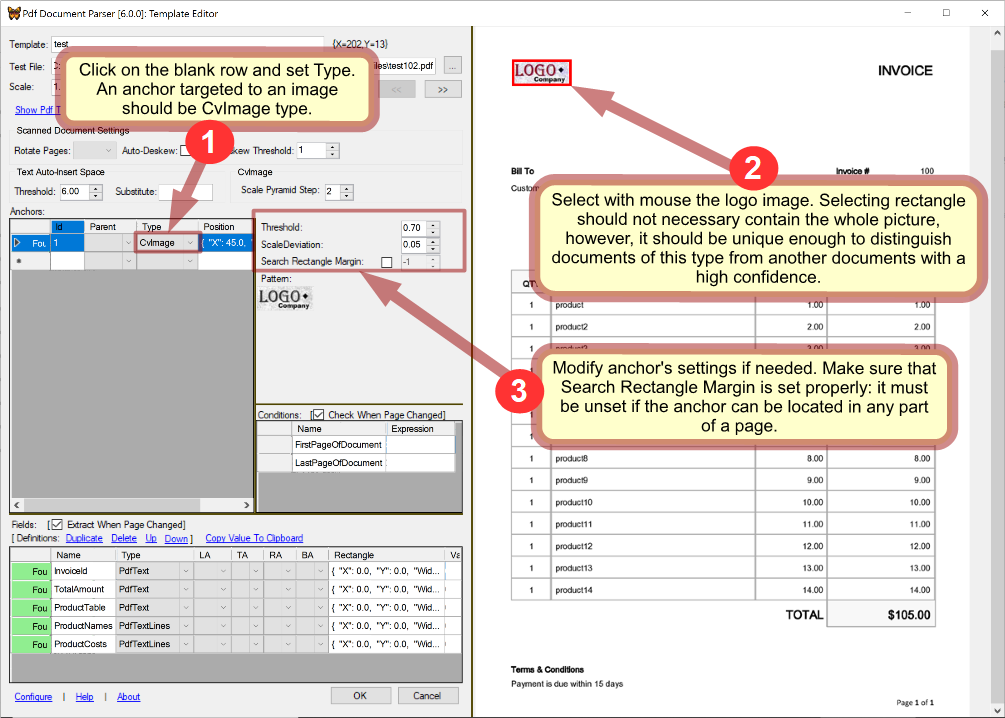 Pdf Document Parser [6.0.0]: Template Editor
Template: test {X=202,Y=13}
Test File: iles\test102.pdf ...
Scale: 1. << >>
Show Pdf T
Click on the blank row and set Type.
An anchor targeted to an image
should be CvImage type.
Scanned Document Settings
Rotate Pages: Auto-Deskew: kew Threshold: 1
1
Text Auto-Insert Space CvImage
Threshold: 6.00 Substitute: Scale Pyramid Step: 2
Anchors:
Id Parent Type Position
Fou 1 CvImage { "X": 45.0,
Threshold: 0.70
ScaleDeviation: 0.05
Search Rectangle Margin: -1
Pattern:
LOGO
Company
Conditions: [ Check When Page Changed]
Name Expression
FirstPageOfDocument
LastPageOfDocument
Fields: [ Extract When Page Changed]
[ Definitions: Duplicate Delete Up Down ] Copy Value To Clipboard
Name Type LA TA RA BA Rectangle Va
Fou InvoiceId PdfText { "X": 0.0, "Y": 0.0, "Wid...
Fou TotalAmount PdfText { "X": 0.0, "Y": 0.0, "Wid...
Fou ProductTable PdfText { "X": 0.0, "Y": 0.0, "Wid...
Fou ProductNames PdfTextLines { "X": 0.0, "Y": 0.0, "Wid...
Fou ProductCosts PdfTextLines { "X": 0.0, "Y": 0.0, "Wid...
Configure | Help | About OK Cancel
LOGO
Company
INVOICE
2
Bill To Invoice # 100
Custom
Select with mouse the logo image. Selecting rectangle
should not necessary contain the whole picture,
however, it should be unique enough to distinguish
documents of this type from another documents with a
high confidence.
QT
1 product 1.00 1.00
1 product2 2.00 2.00
1 product3 3.00 3.00
3
Modify anchor's settings if needed. Make sure that
Search Rectangle Margin is set properly: it must
be unset if the anchor can be located in any part
of a page.
1 product8 8.00 8.00
1 product9 9.00 9.00
1 product10 10.00 10.00
1 product11 11.00 11.00
1 product12 12.00 12.00
1 product13 13.00 13.00
1 product14 14.00 14.00
TOTAL $105.00
Terms & Conditions
Payment is due within 15 days
Page 1 of 1